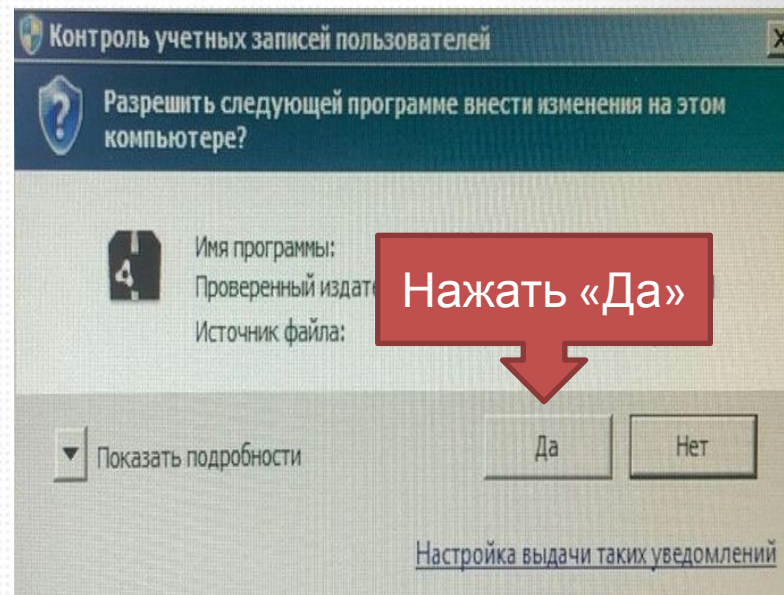 Контроль учетных записей пользователей
Разрешить следующей программе внести изменения на этом
компьютере?
Имя программы:
Проверенный
Источник файла:
Нажать «Да»
Показать подробности
Да
Нет
Настройка выдачи таких уведомлений